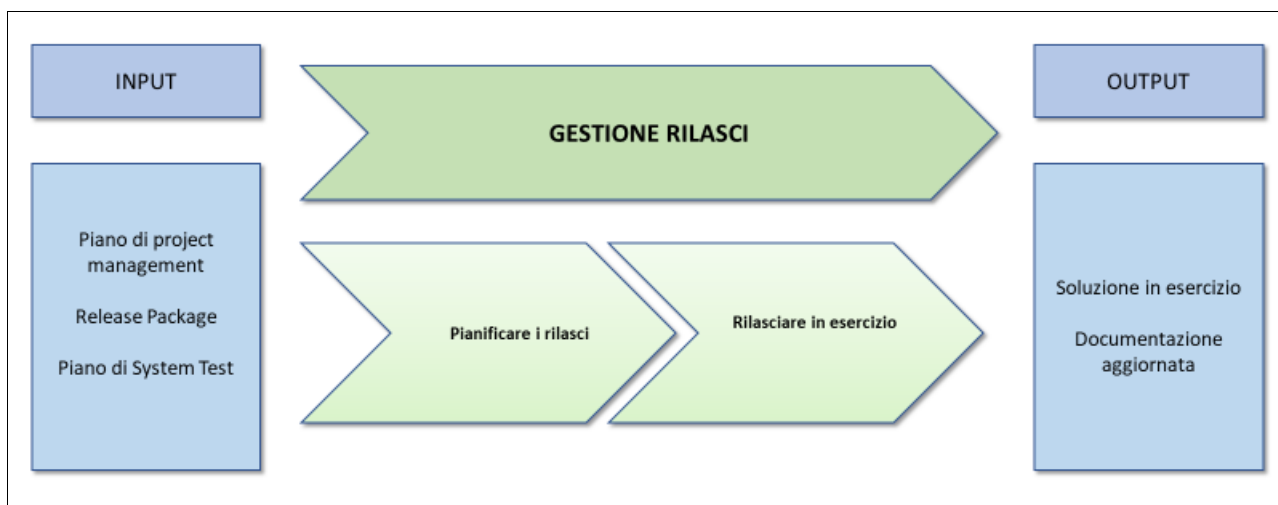 INPUT
GESTIONE RILASCI
OUTPUT
Piano di project
management
Release Package
Piano di System Test
Pianificare i rilasci
Rilasciare in esercizio
Soluzione in esercizio
Documentazione
aggiornata